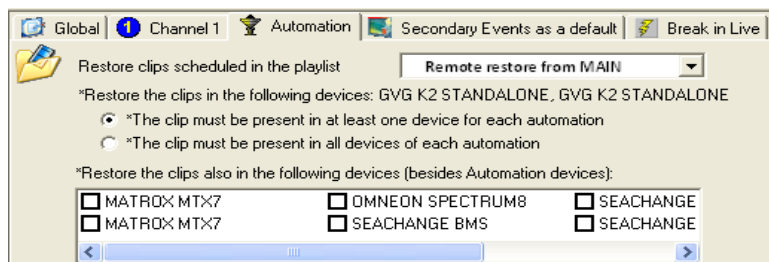 Global 1 Channel 1 Automation Secondary Events as a default Break in Live
Restore clips scheduled in the playlist Remote restore from MAIN
*Restore the clips in the following devices: GVG K2 STANDALONE, GVG K2 STANDALONE
*The clip must be present in at least one device for each automation
*The clip must be present in all devices of each automation
*Restore the clips also in the following devices (besides Automation devices):
MATROX MTX7 OMNEON SPECTRUM8 SEACHANGE
MATROX MTX7 SEACHANGE BMS SEACHANGE